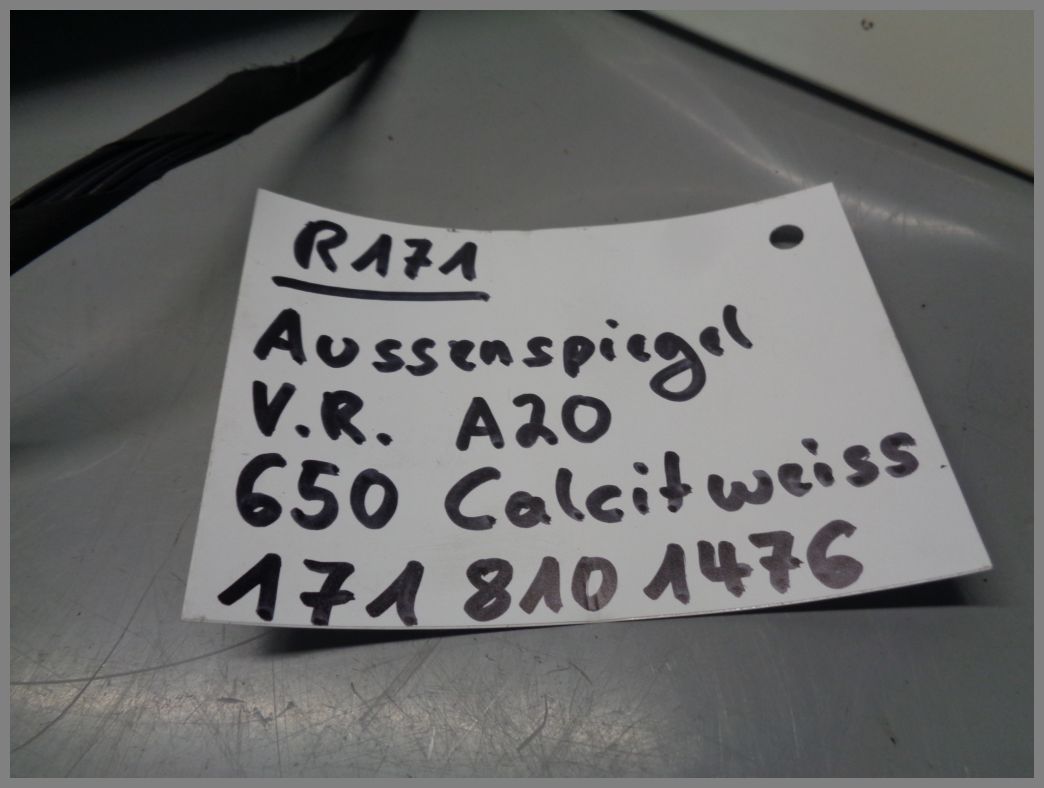 R171
Aussenspiegel
V.R. A20
650 Calcitweiss
171 810 1476